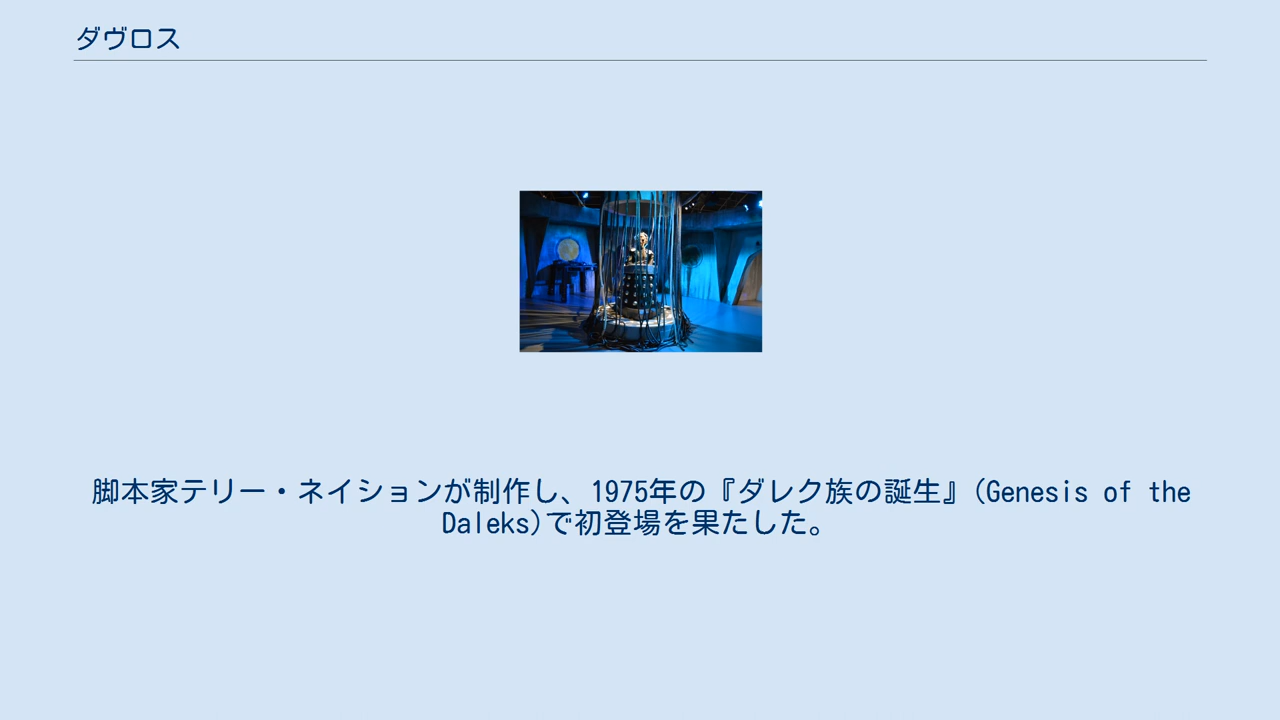 ダヴロス
脚本家テリー・ネイションが制作し、1975年の『ダレク族の誕生』(Genesis of the
Daleks)で初登場を果たした。